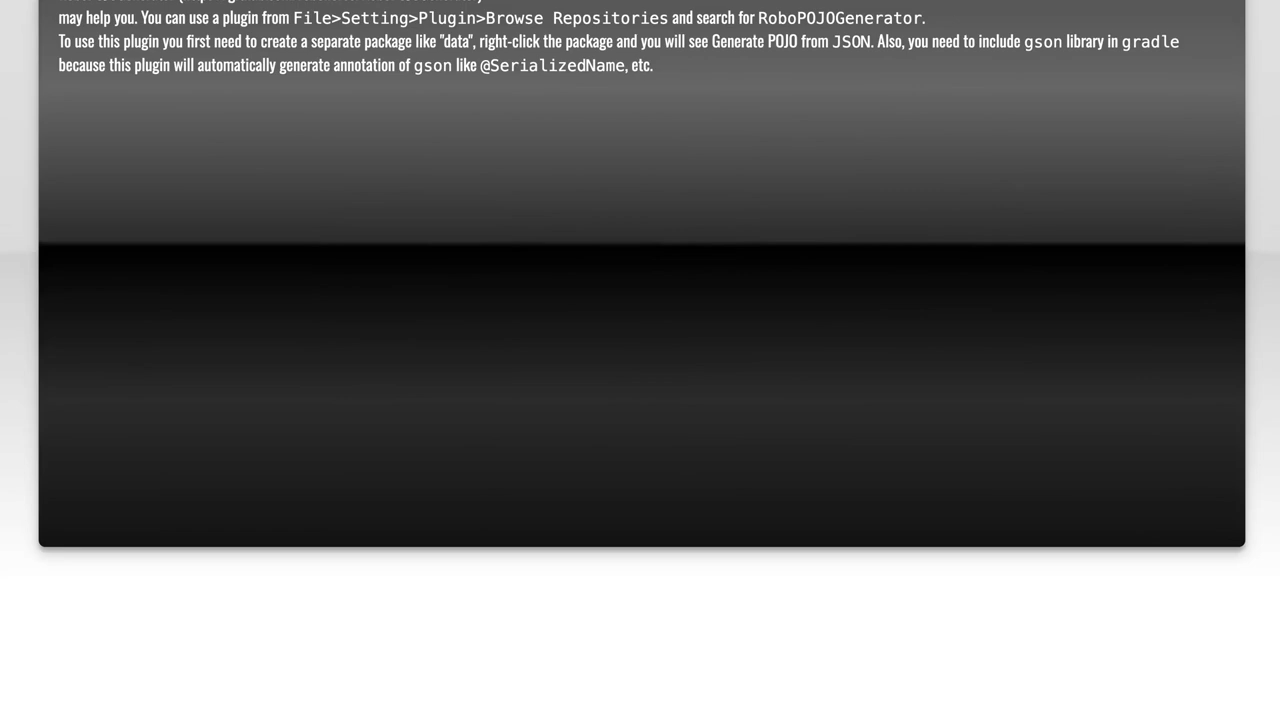 may help you. You can use a plugin from File>Setting>Plugin>Browse Repositories and search for RoboPOJOGenerator.
To use this plugin you first need to create a separate package like "data", right-click the package and you will see Generate POJO from JSON. Also, you need to include gson library in gradle
because this plugin will automatically generate annotation of gson like @SerializedName, etc.